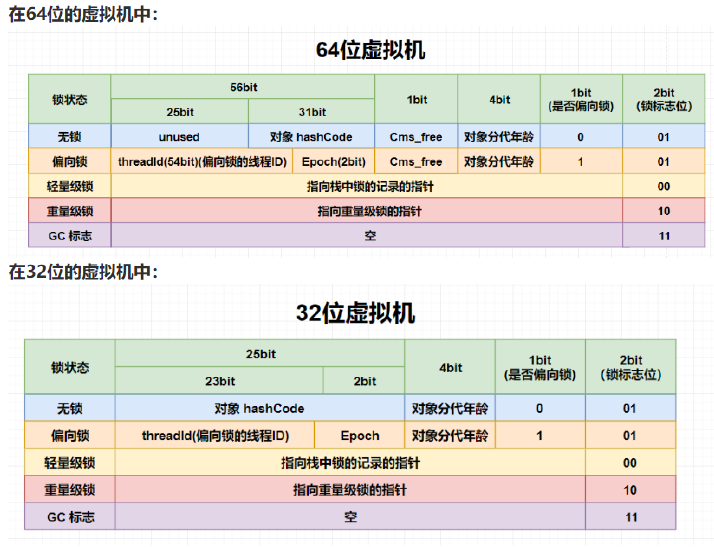 在64位的虚拟机中：
64位虚拟机
锁状态 56bit 1bit 4bit 1bit (是否偏向锁) 2bit (锁标志位)
25bit 31bit
无锁 unused 对象 hashCode Cms_free 对象分代年龄 0 01
偏向锁 threadId(54bit)(偏向锁的线程ID) Epoch(2bit) Cms_free 对象分代年龄 1 01
轻量级锁 指向栈中锁的记录的指针 00
重量级锁 指向重量级锁的指针 10
GC 标志 空 11
在32位的虚拟机中：
32位虚拟机
锁状态 25bit 4bit 1bit (是否偏向锁) 2bit (锁标志位)
23bit 2bit
无锁 对象 hashCode 对象分代年龄 0 01
偏向锁 threadId(偏向锁的线程ID) Epoch 对象分代年龄 1 01
轻量级锁 指向栈中锁的记录的指针 00
重量级锁 指向重量级锁的指针 10
GC 标志 空 11